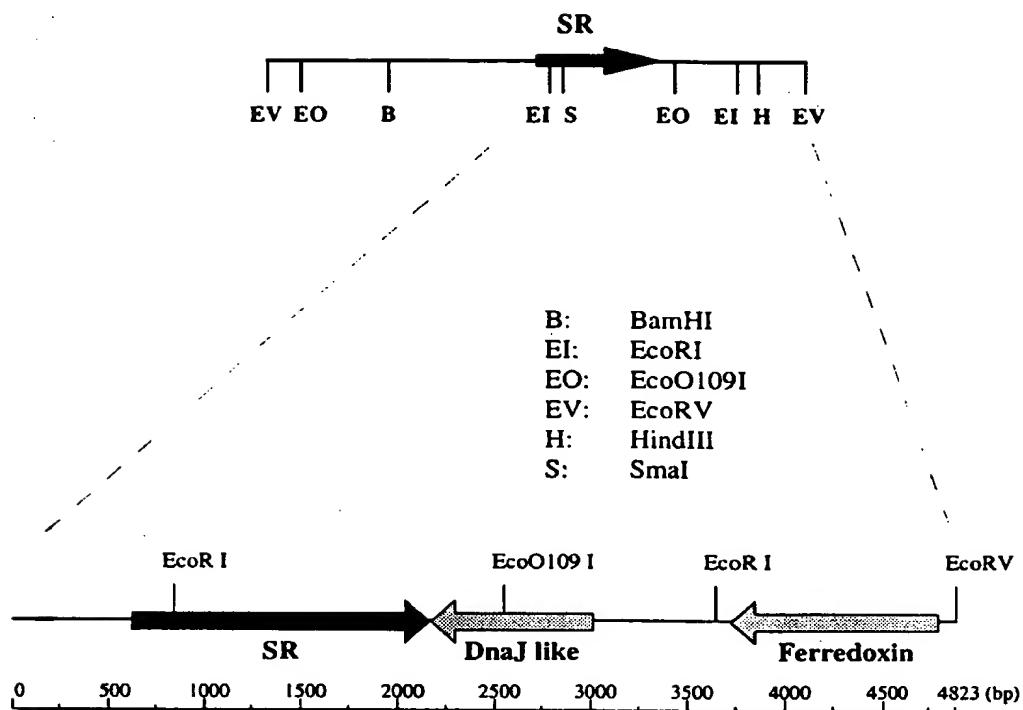 SR
EV EO B EI S EO EI H EV
B: BamHI
EI: EcoRI
EO: EcoO109I
EV: EcoRV
H: HindIII
S: SmaI
EcoR I EcoO109 I EcoR I EcoRV
SR DnaJ like Ferredoxin
0 500 1000 1500 2000 2500 3000 3500 4000 4500 4823 (bp)